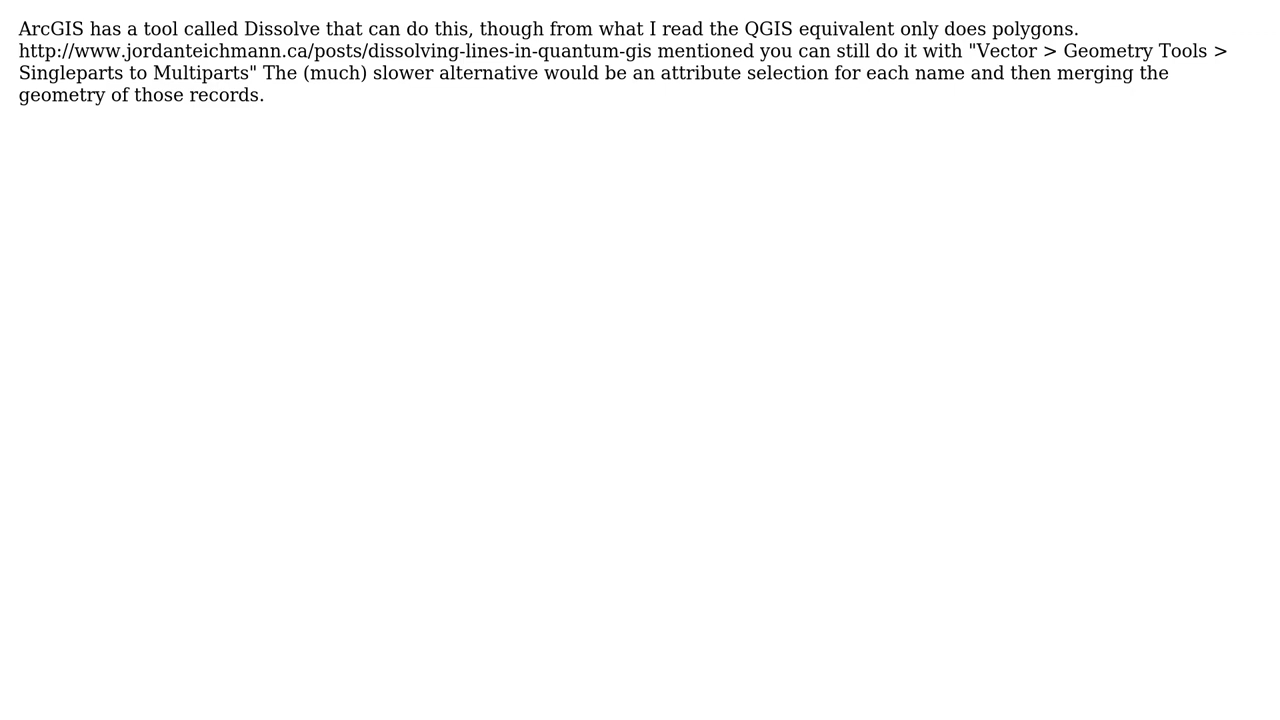 ArcGIS has a tool called Dissolve that can do this, though from what I read the QGIS equivalent only does polygons.
http://www.jordanteichmann.ca/posts/dissolving-lines-in-quantum-gis mentioned you can still do it with "Vector > Geometry Tools >
Singleparts to Multiparts" The (much) slower alternative would be an attribute selection for each name and then merging the
geometry of those records.